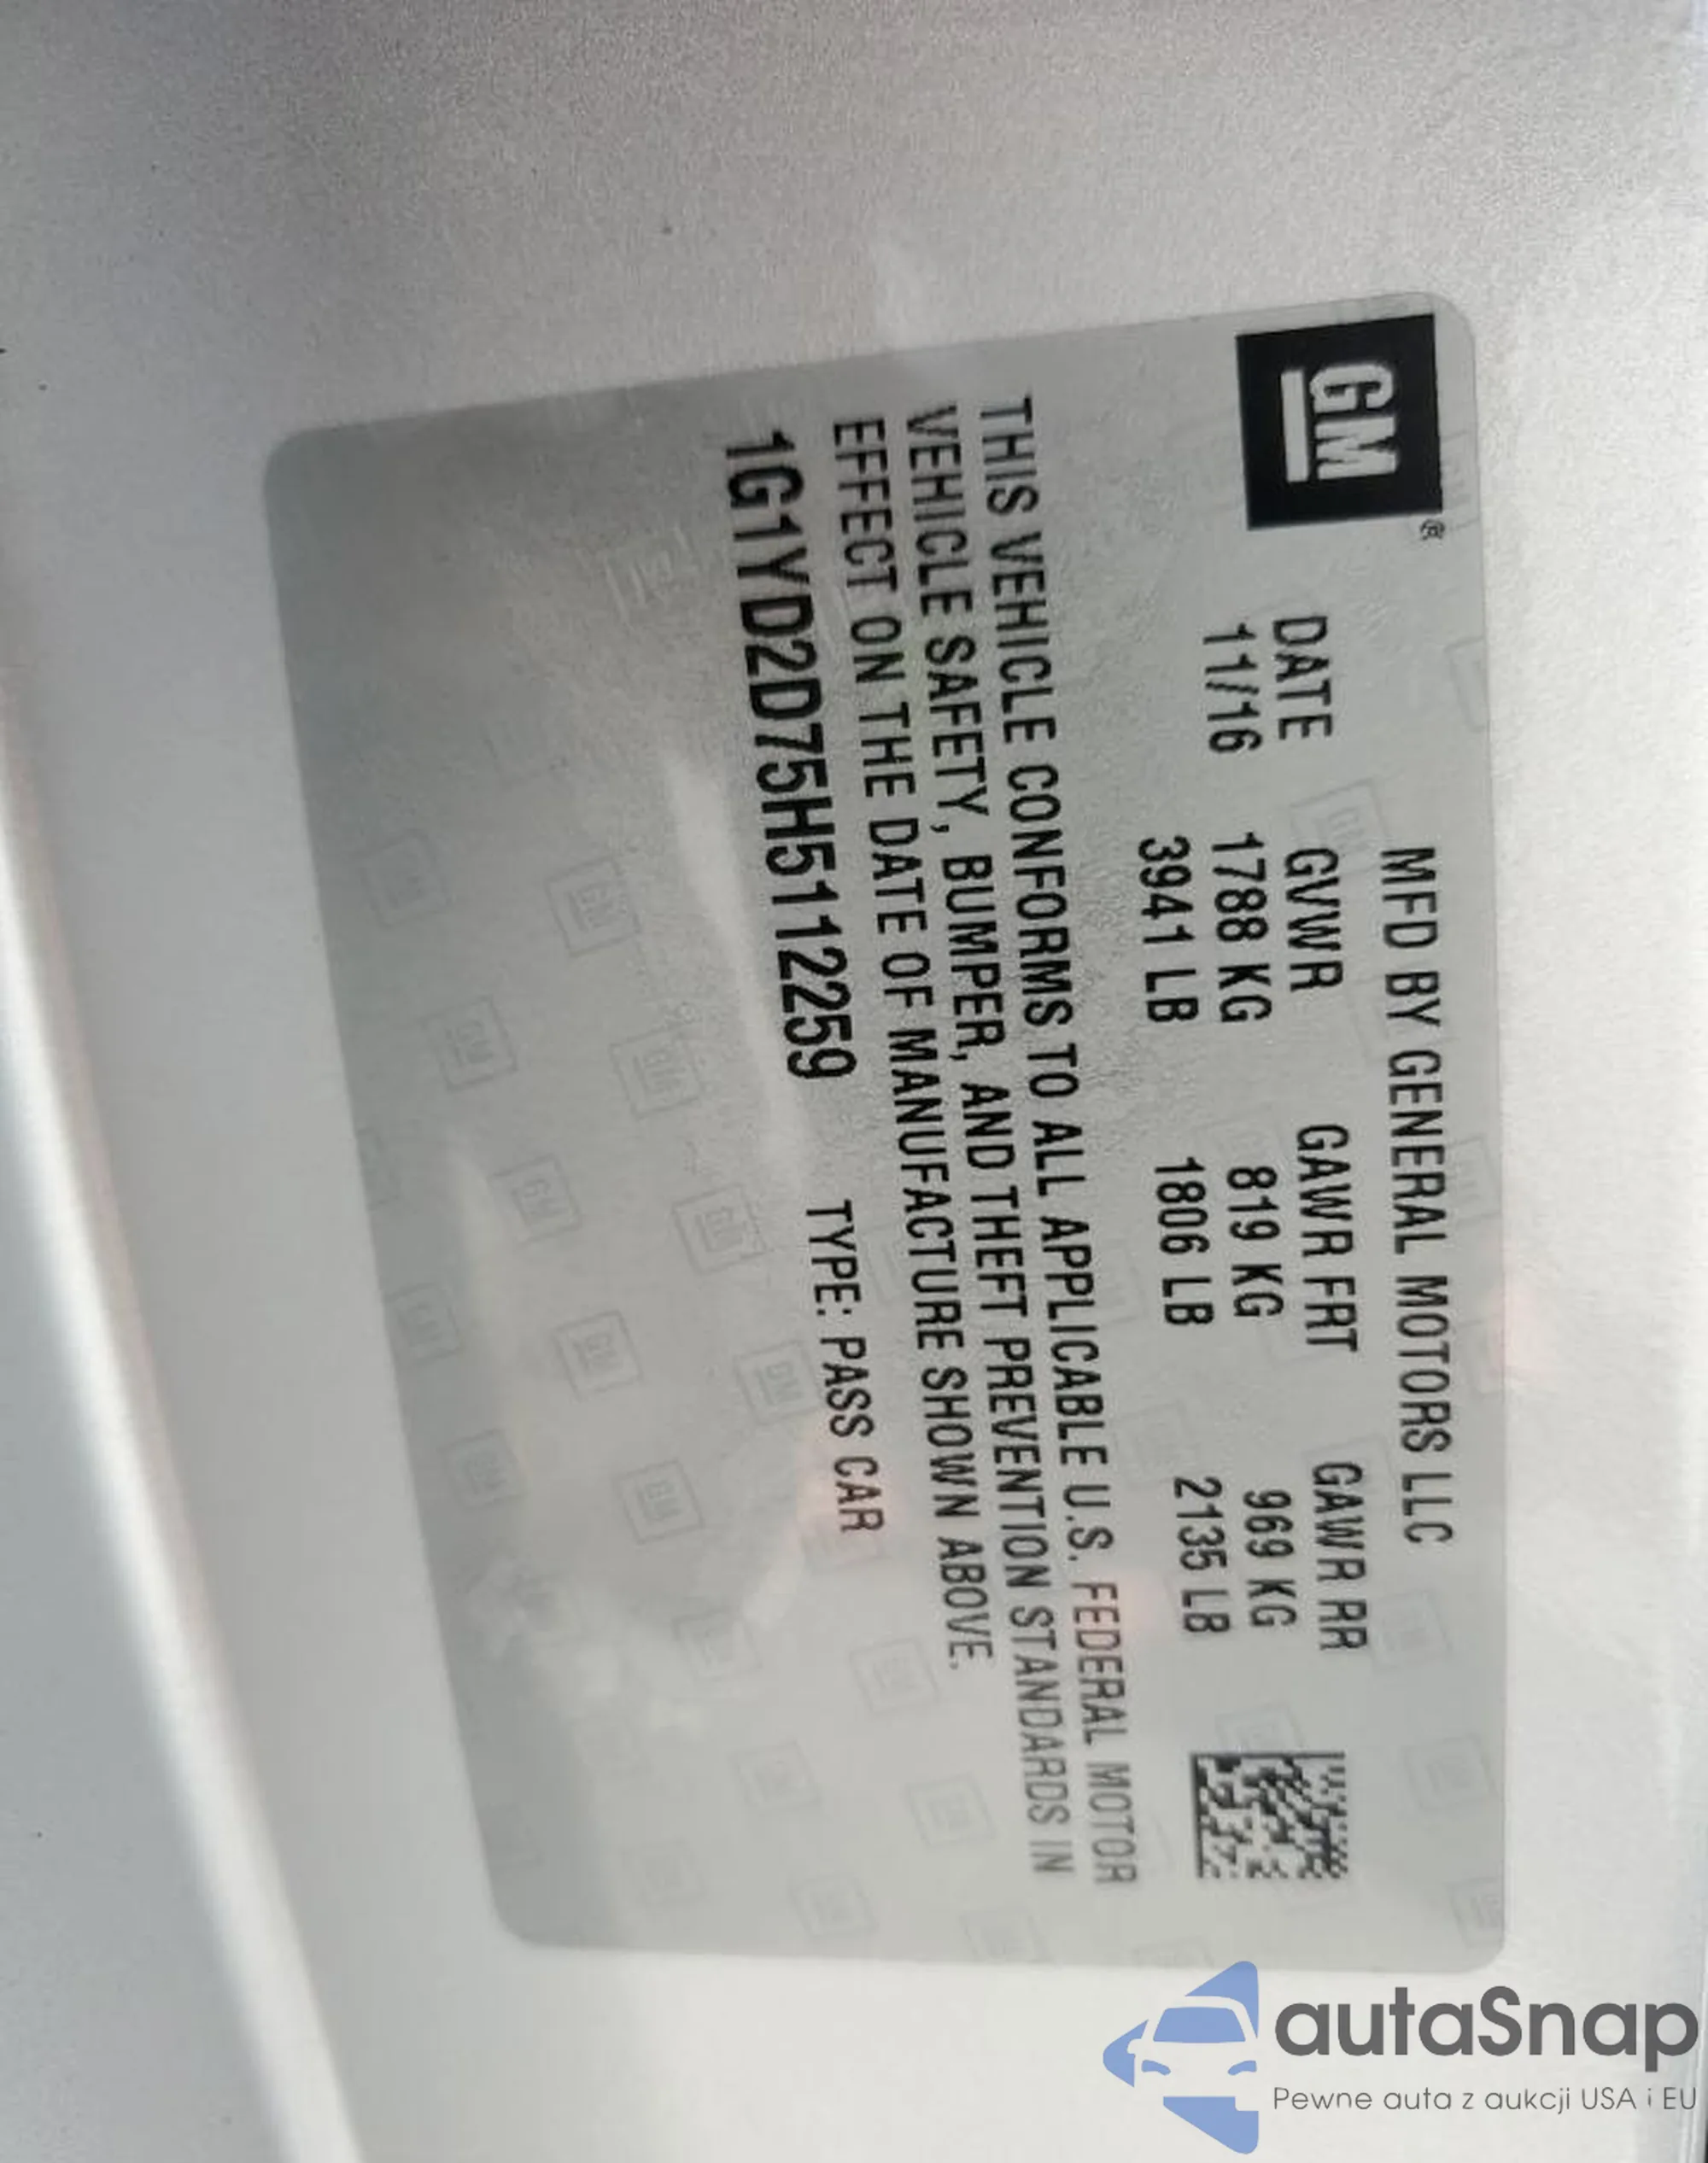 GM®
MFD BY GENERAL MOTORS LLC
DATE GVWR GAWR FRT GAWR RR
11/16 1788 KG 819 KG 969 KG
3941 LB 1806 LB 2135 LB
THIS VEHICLE CONFORMS TO ALL APPLICABLE U.S. FEDERAL MOTOR
VEHICLE SAFETY, BUMPER, AND THEFT PREVENTION STANDARDS IN
EFFECT ON THE DATE OF MANUFACTURE SHOWN ABOVE.
1G1YD2D75H5112259 TYPE: PASS CAR
autaSnap
Pewne auta z aukcji USA i EU